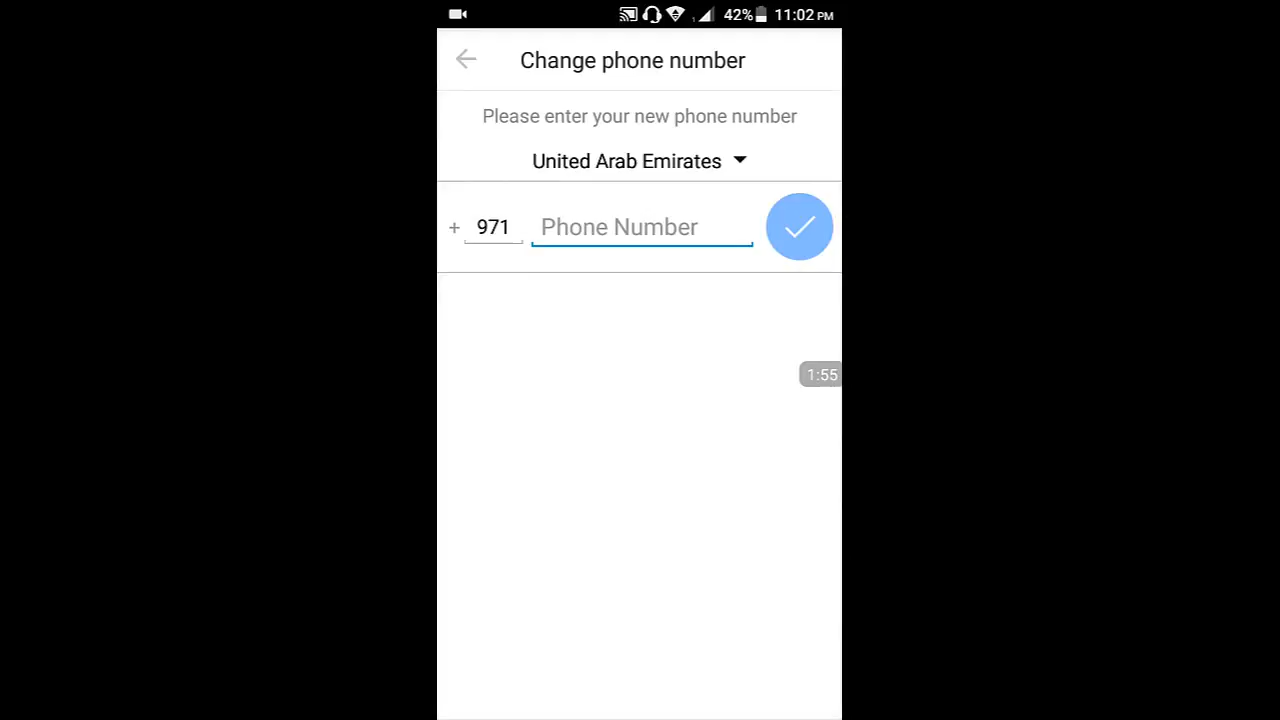 42% 11:02 PM
Change phone number
Please enter your new phone number
United Arab Emirates
+ 971 Phone Number
1:55